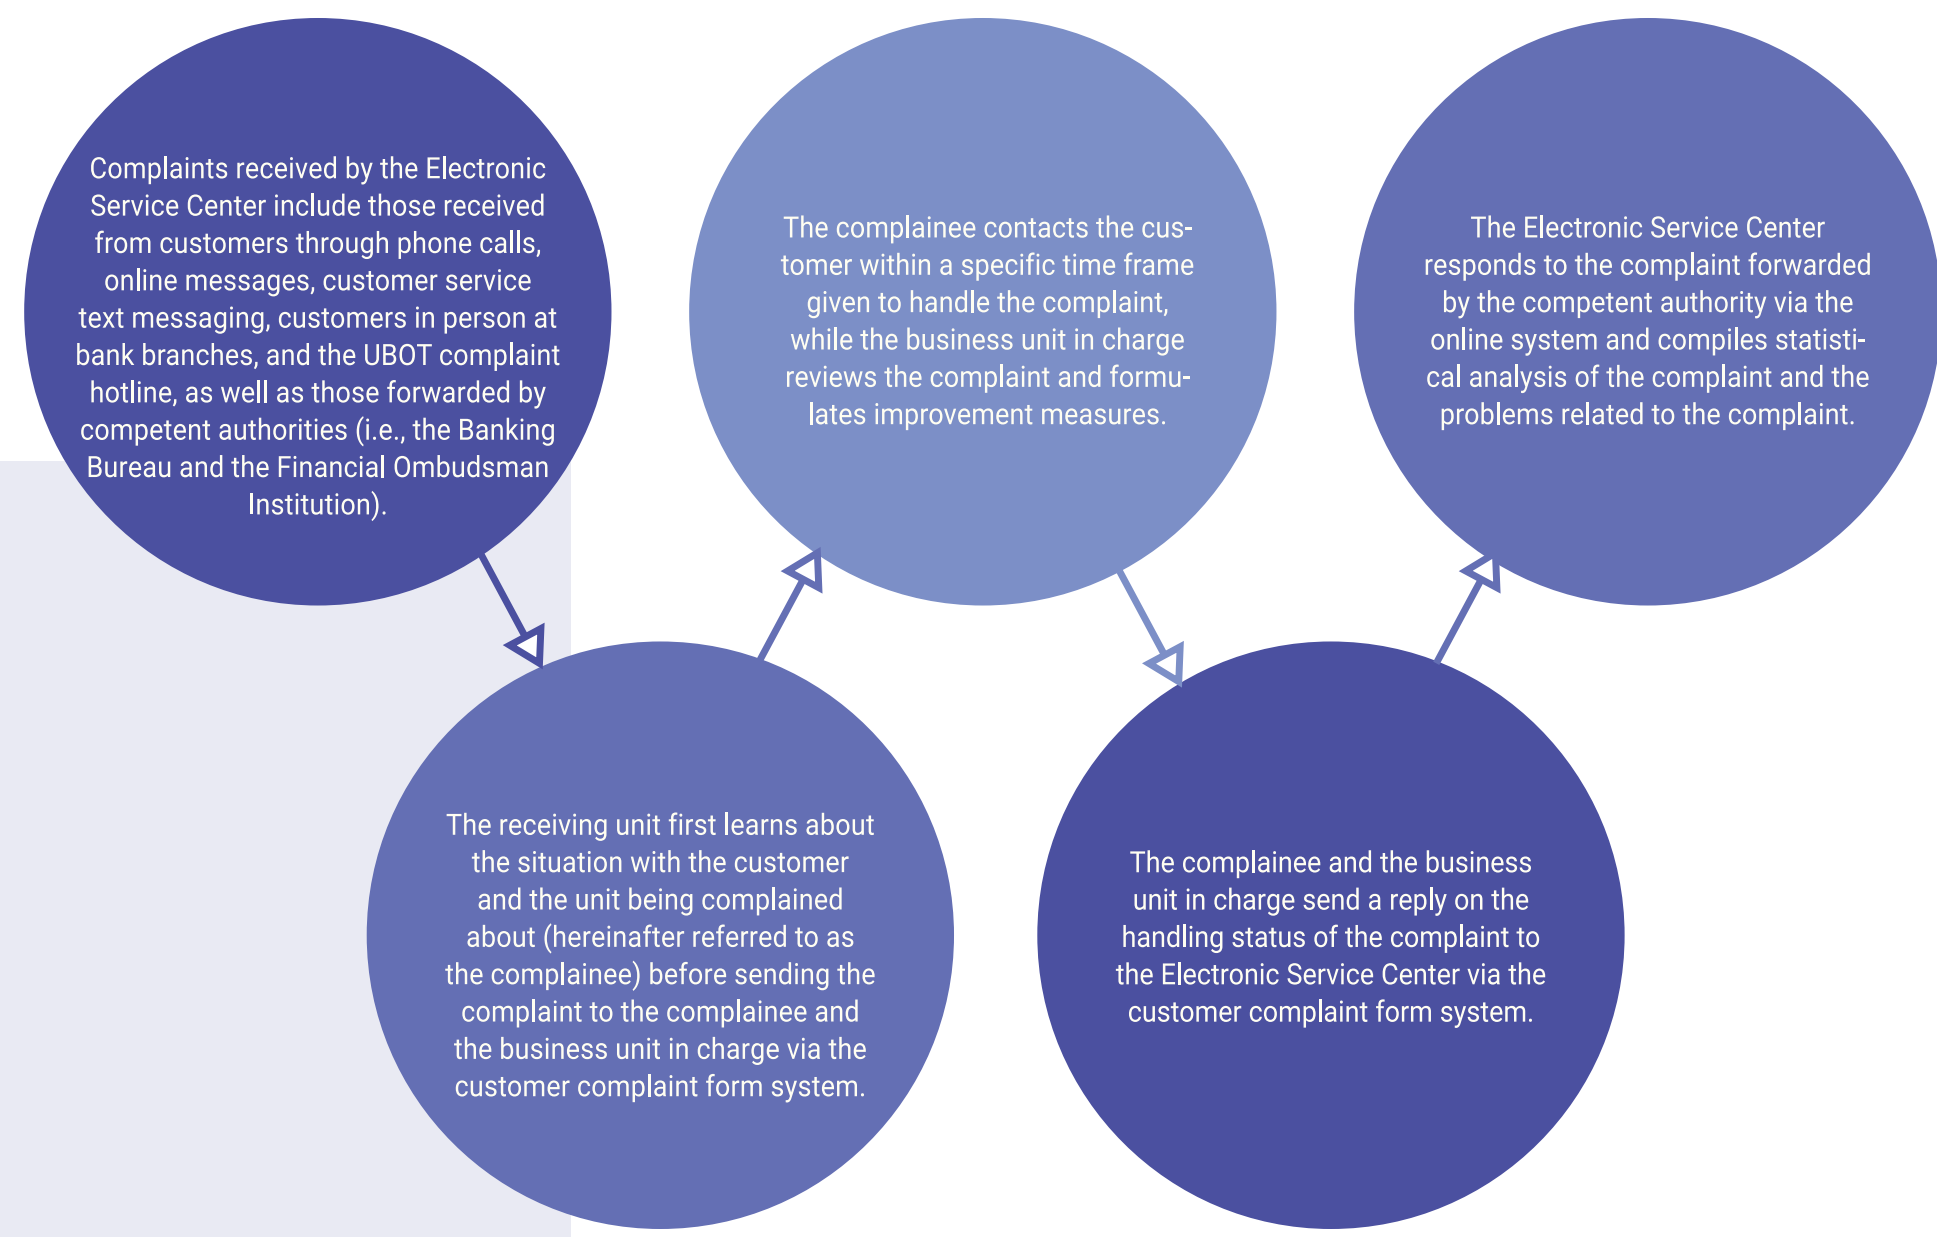 Complaints received by the Electronic
Service Center include those received
from customers through phone calls,
online messages, customer service
text messaging, customers in person at
bank branches, and the UBOT complaint
hotline, as well as those forwarded by
competent authorities (i.e., the Banking
Bureau and the Financial Ombudsman
Institution).
The receiving unit first learns about
the situation with the customer
and the unit being complained
about (hereinafter referred to as
the complainee) before sending the
complaint to the complainee and
the business unit in charge via the
customer complaint form system.
The complainee contacts the cus-
tomer within a specific time frame
given to handle the complaint,
while the business unit in charge
reviews the complaint and formu-
lates improvement measures.
The complainee and the business
unit in charge send a reply on the
handling status of the complaint to
the Electronic Service Center via the
customer complaint form system.
The Electronic Service Center
responds to the complaint forwarded
by the competent authority via the
online system and compiles statisti-
cal analysis of the complaint and the
problems related to the complaint.